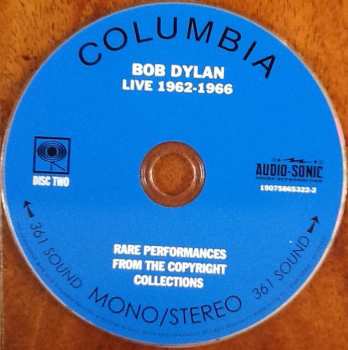 COLUMBIA
BOB DYLAN
LIVE 1962-1966
DISC TWO
AUDIO-SONIC
19075865322-2
361 SOUND
361 SOUND
RARE PERFORMANCES
FROM THE COPYRIGHT
COLLECTIONS
MONO/STEREO